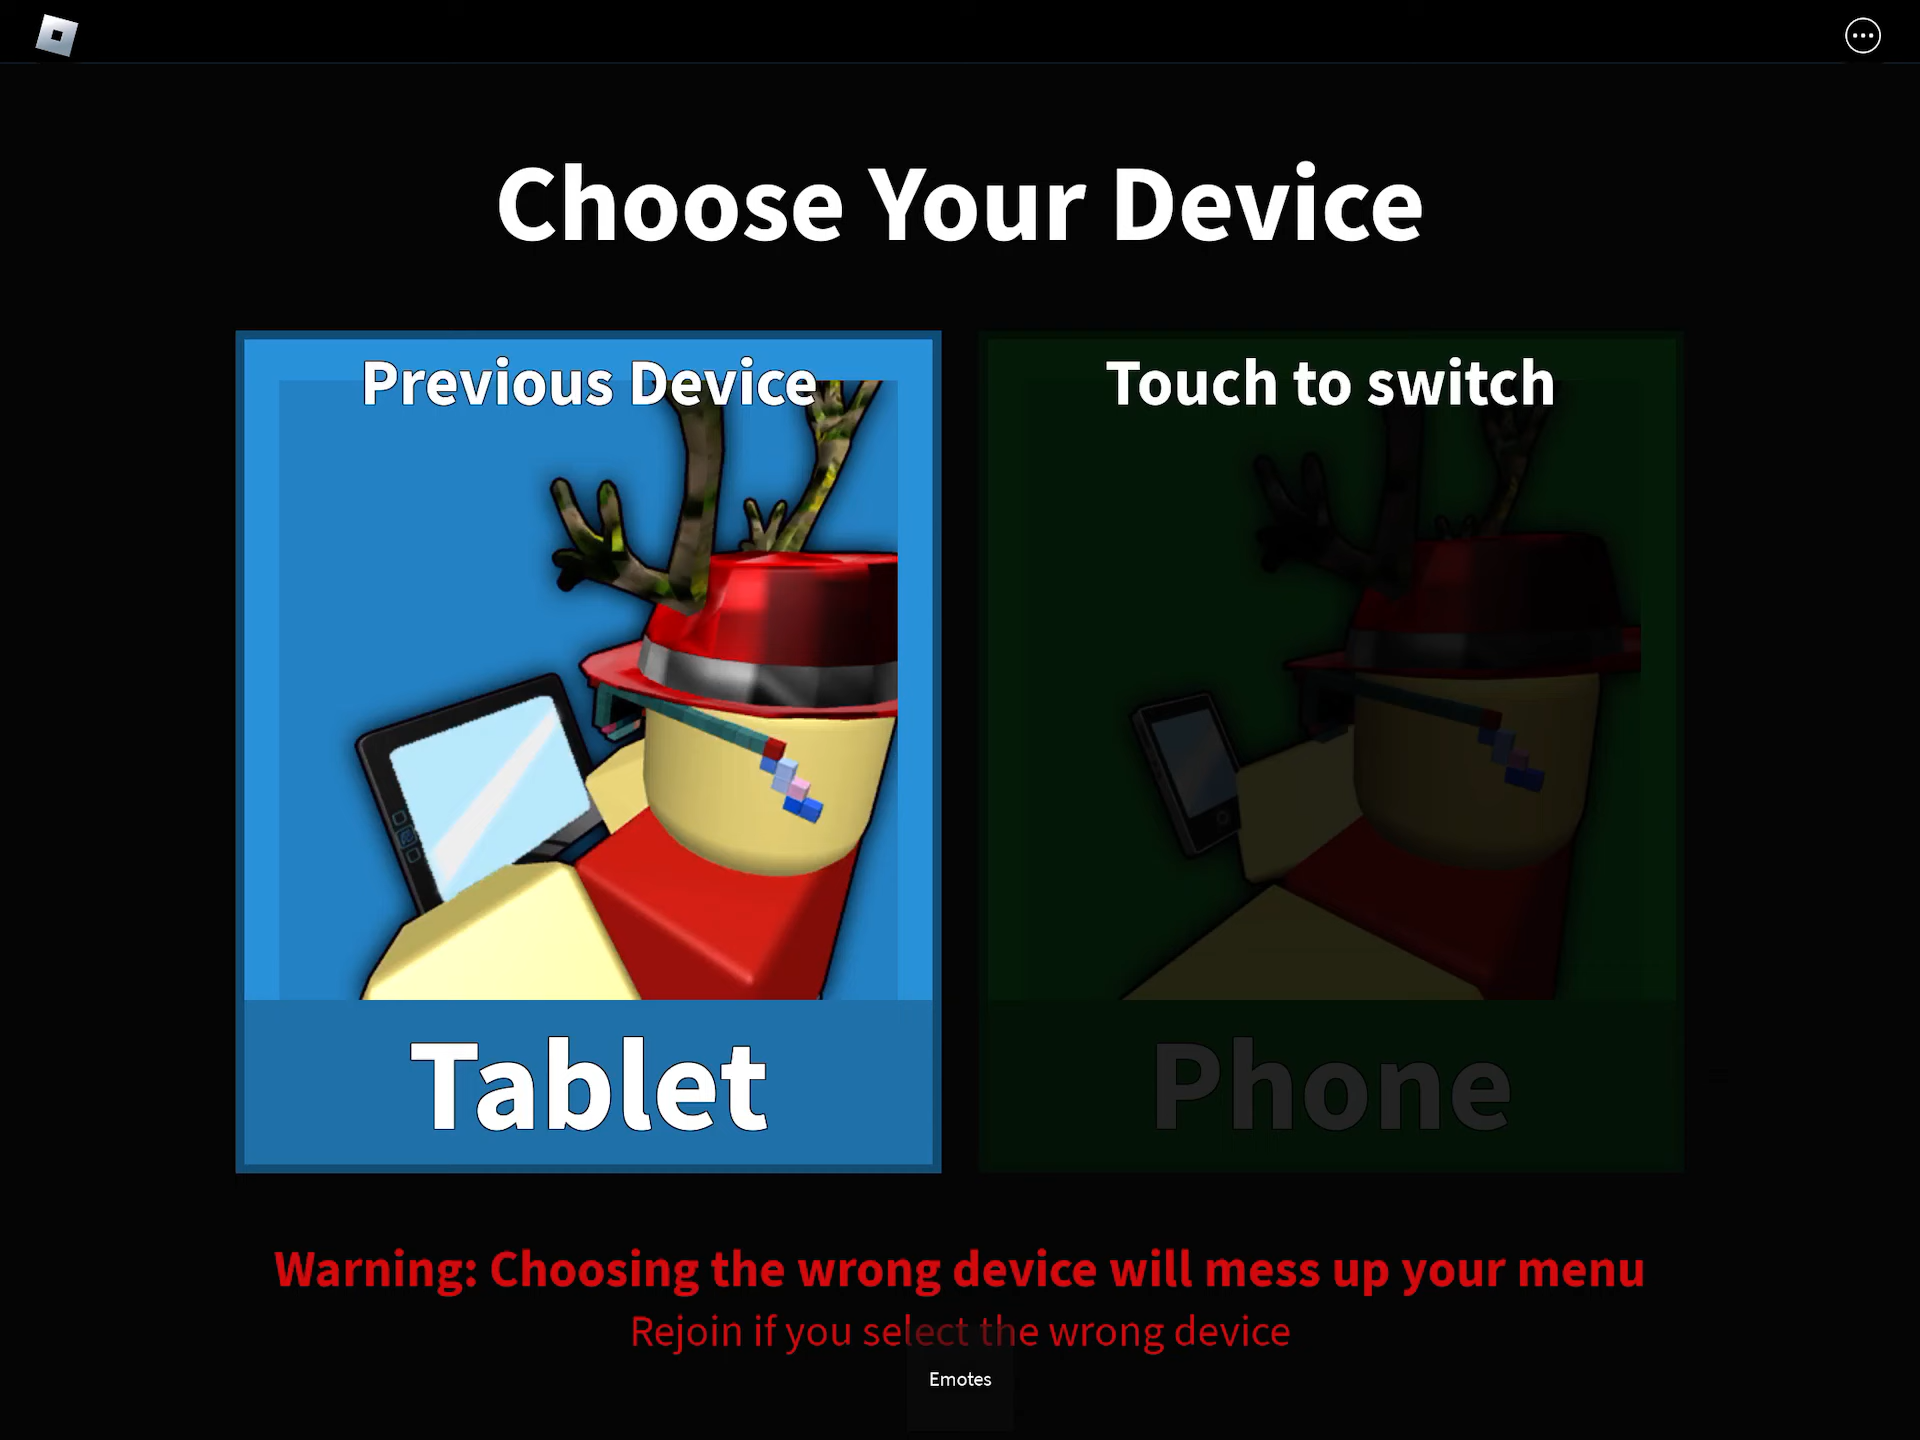 Choose Your Device
Previous Device
Touch to switch
Tablet
Phone
Warning: Choosing the wrong device will mess up your menu
Rejoin if you select the wrong device
Emotes